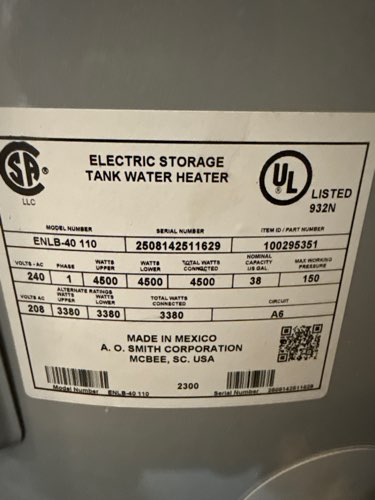 SA
LLC
ELECTRIC STORAGE
TANK WATER HEATER
UL
LISTED
932N
MODEL NUMBER SERIAL NUMBER ITEM ID / PART NUMBER
ENLB-40 110 2508142511629 100295351
VOLTS - AC PHASE WATTS UPPER WATTS LOWER TOTAL WATTS CONNECTED NOMINAL CAPACITY US GAL. MAX WORKING PRESSURE
240 1 4500 4500 4500 38 150
ALTERNATE RATINGS
VOLTS - AC WATTS UPPER WATTS LOWER TOTAL WATTS CONNECTED CIRCUIT
208 3380 3380 3380 A6
MADE IN MEXICO
A. O. SMITH CORPORATION
MCBEE, SC. USA
2300
Model Number ENLB-40 110 Serial Number 2508142511629